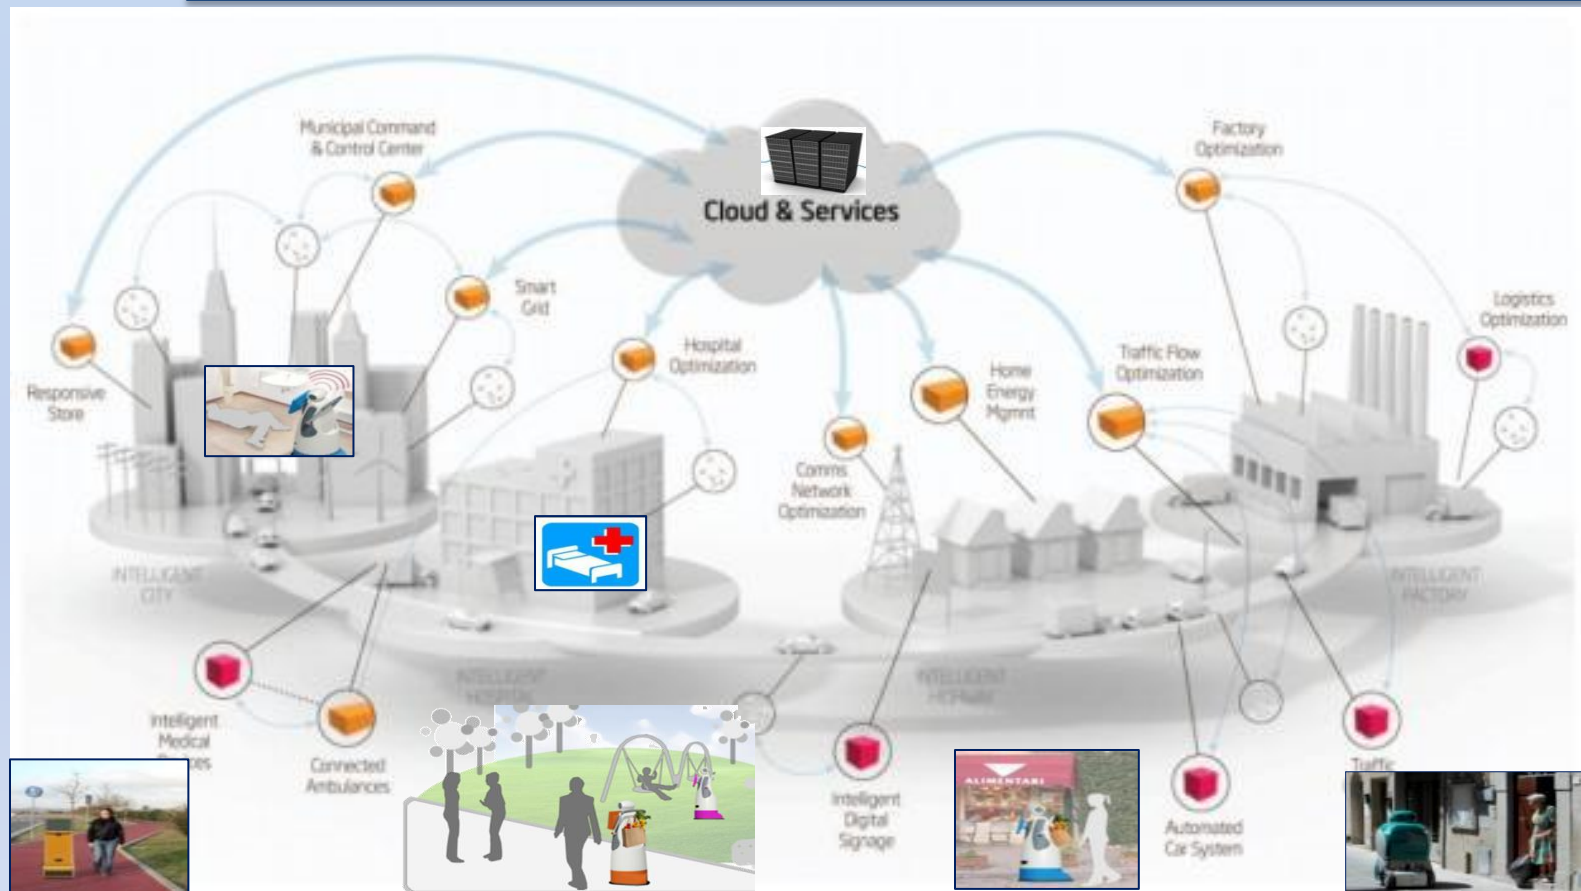 Municipal Command
& Control Center
Factory
Optimization
Cloud & Services
Smart
Grid
Logistics
Optimization
Hospital
Optimization
Traffic Flow
Optimization
Home
Energy
Mgmnt
Responsive
Store
Comms
Network
Optimization
INTELLIGENT
CITY
INTELLIGENT
FACTORY
INTELLIGENT
INTELLIGENT
Intelligent
Medical
Connected
Ambulances
ALIMENTARI
Intelligent
Digital
Signage
Traffic
Automated
Car System